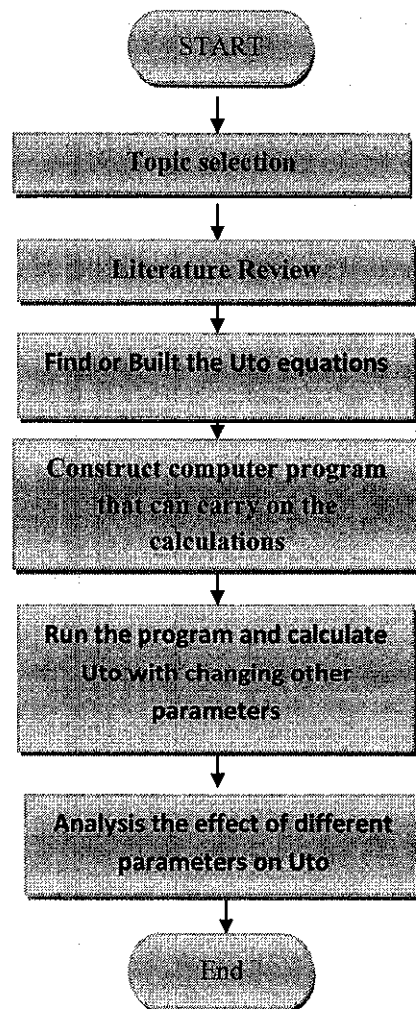 START
Topic selection
Literature Review
Find or Built the Uto equations
Construct computer program
that can carry on the
calculations
Run the program and calculate
Uto with changing other
parameters
Analysis the effect of different
parameters on Uto
End